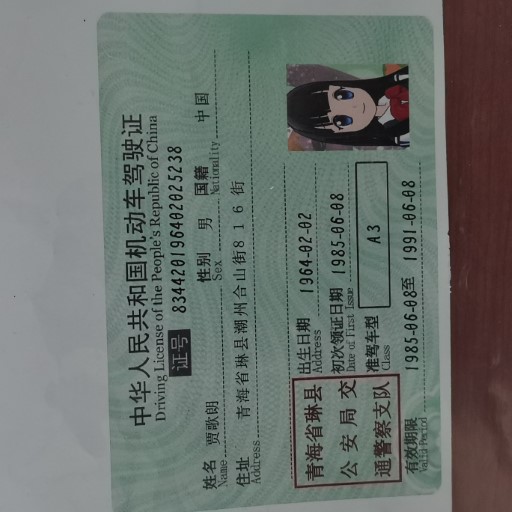 中华人民共和国机动车驾驶证
Driving License of the People's Republic of China
证号 834420196402025238
姓名 贾歌朗 性别 男 国籍 中国
Name Sex Nationality
住址 青海省琳县潮州合山街816街
Address
出生日期 1964-02-02
Address
初次领证日期 1985-06-08
Date of First Issue
准驾车型 A3
Class
青海省琳县
公安局交
通警察支队
有效期限 1985-06-08至 1991-06-08
Valid Period